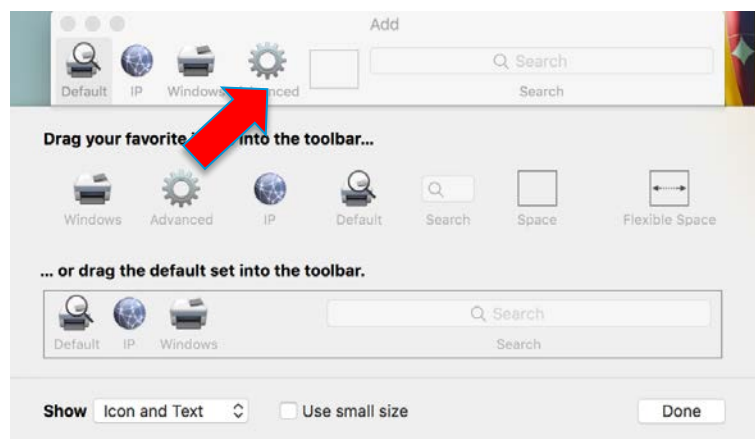 Add
Search
Default IP Windows Search
Drag your favorite into the toolbar...
Windows Advanced IP Default Search Space Flexible Space
... or drag the default set into the toolbar.
Search
Default IP Windows Search
Show Icon and Text Use small size Done